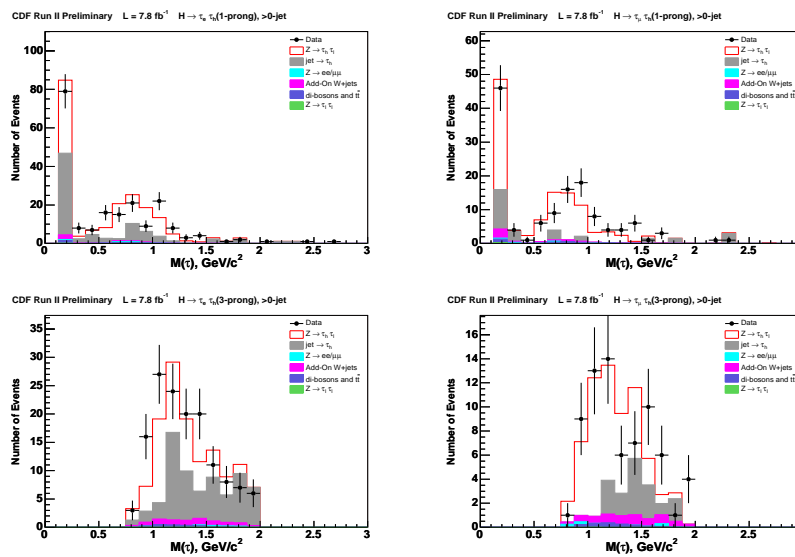 CDF Run II Preliminary L = 7.8 fb⁻¹ H → τₑ τₕ(1-prong), >0-jet
Number of Events
100
80
60
40
20
0
Data
Z → τₕ τₗ
jet → τₕ
Z → ee/μμ
Add-On W+jets
di-bosons and tt̄
Z → τₗ τₗ
0 0.5 1 1.5 2 2.5 3
M(τ), GeV/c²
CDF Run II Preliminary L = 7.8 fb⁻¹ H → τ_μ τₕ(1-prong), >0-jet
Number of Events
60
50
40
30
20
10
0
Data
Z → τₕ τₗ
jet → τₕ
Z → ee/μμ
Add-On W+jets
di-bosons and tt̄
Z → τₗ τₗ
0 0.5 1 1.5 2 2.5 3
M(τ), GeV/c²
CDF Run II Preliminary L = 7.8 fb⁻¹ H → τₑ τₕ(3-prong), >0-jet
Number of Events
35
30
25
20
15
10
5
0
Data
Z → τₕ τₗ
jet → τₕ
Z → ee/μμ
Add-On W+jets
di-bosons and tt̄
Z → τₗ τₗ
0 0.5 1 1.5 2 2.5 3
M(τ), GeV/c²
CDF Run II Preliminary L = 7.8 fb⁻¹ H → τ_μ τₕ(3-prong), >0-jet
Number of Events
16
14
12
10
8
6
4
2
0
Data
Z → τₕ τₗ
jet → τₕ
Z → ee/μμ
Add-On W+jets
di-bosons and tt̄
Z → τₗ τₗ
0 0.5 1 1.5 2 2.5 3
M(τ), GeV/c²